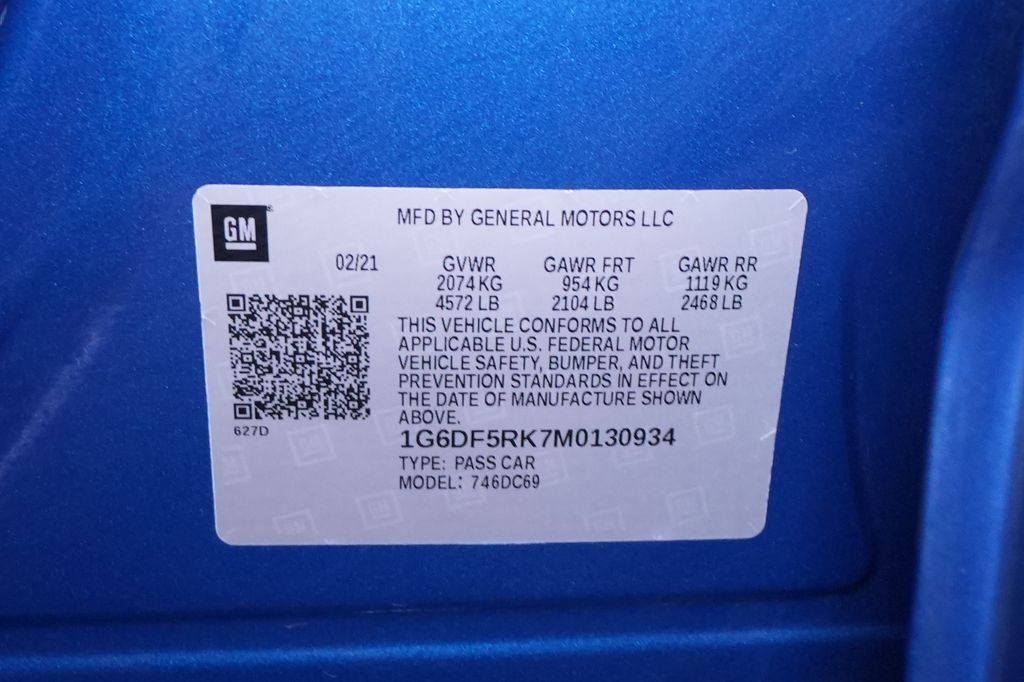 GM
MFD BY GENERAL MOTORS LLC
02/21 GVWR GAWR FRT GAWR RR
2074 KG 954 KG 1119 KG
4572 LB 2104 LB 2468 LB
THIS VEHICLE CONFORMS TO ALL
APPLICABLE U.S. FEDERAL MOTOR
VEHICLE SAFETY, BUMPER, AND THEFT
PREVENTION STANDARDS IN EFFECT ON
THE DATE OF MANUFACTURE SHOWN
ABOVE.
627D
1G6DF5RK7M0130934
TYPE: PASS CAR
MODEL: 746DC69